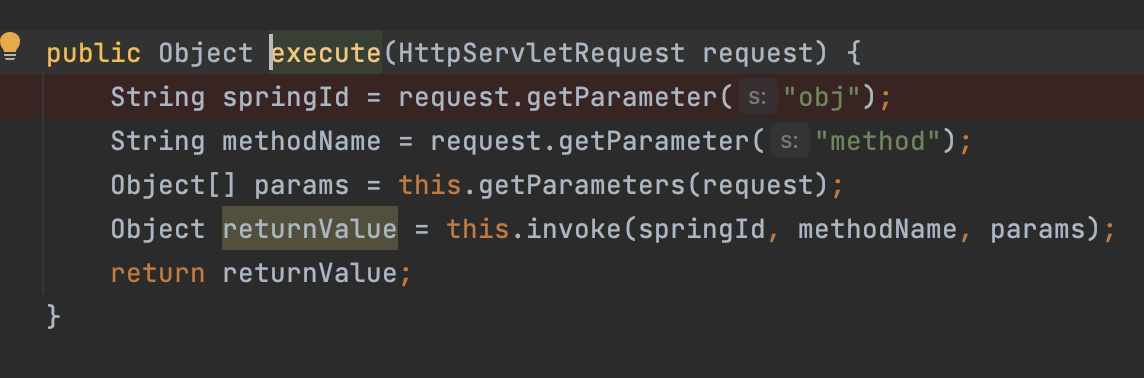 public Object execute(HttpServletRequest request) {
String springId = request.getParameter( s: "obj");
String methodName = request.getParameter( s: "method");
Object[] params = this.getParameters(request);
Object returnValue = this.invoke(springId, methodName, params);
return returnValue;
}